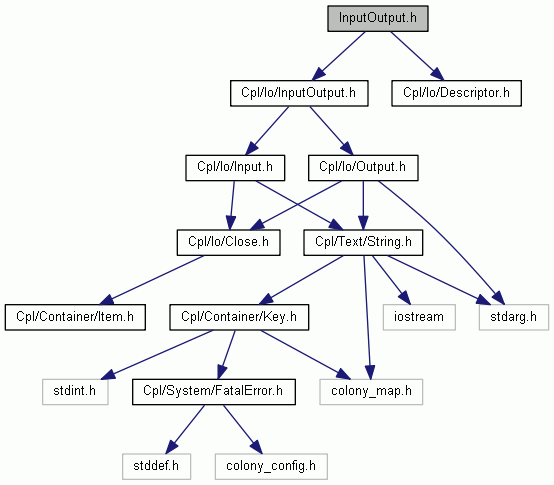 InputOutput.h
Cpl/Io/InputOutput.h
Cpl/Io/Descriptor.h
Cpl/Io/Input.h
Cpl/Io/Output.h
Cpl/Io/Close.h
Cpl/Text/String.h
Cpl/Container/Item.h
Cpl/Container/Key.h
iostream
stdarg.h
stdint.h
Cpl/System/FatalError.h
colony_map.h
stddef.h
colony_config.h